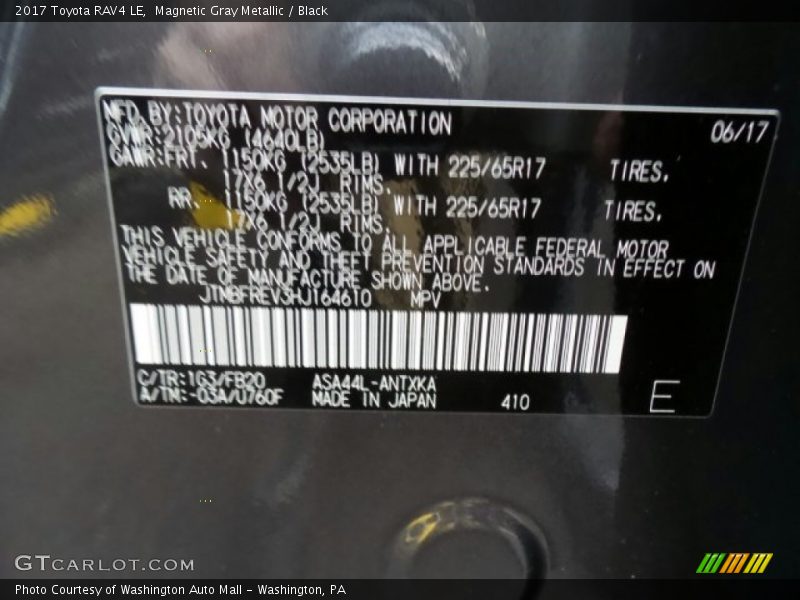 2017 Toyota RAV4 LE, Magnetic Gray Metallic / Black
MFD. BY: TOYOTA MOTOR CORPORATION 06/17
GVWR: 2105KG (4640LB)
GAWR: FRT. 1150KG (2535LB) WITH 225/65R17 TIRES,
17X6 1/2J RIMS,
RR. 1150KG (2535LB) WITH 225/65R17 TIRES,
17X6 1/2J RIMS,
THIS VEHICLE CONFORMS TO ALL APPLICABLE FEDERAL MOTOR
VEHICLE SAFETY AND THEFT PREVENTION STANDARDS IN EFFECT ON
THE DATE OF MANUFACTURE SHOWN ABOVE.
JTMBFREV3HJ164610 MPV
C/TR: 1G3/FB20 ASA44L-ANTXKA
A/TM: -03A/U760F MADE IN JAPAN 410 E
GTCARLOT.COM
Photo Courtesy of Washington Auto Mall - Washington, PA